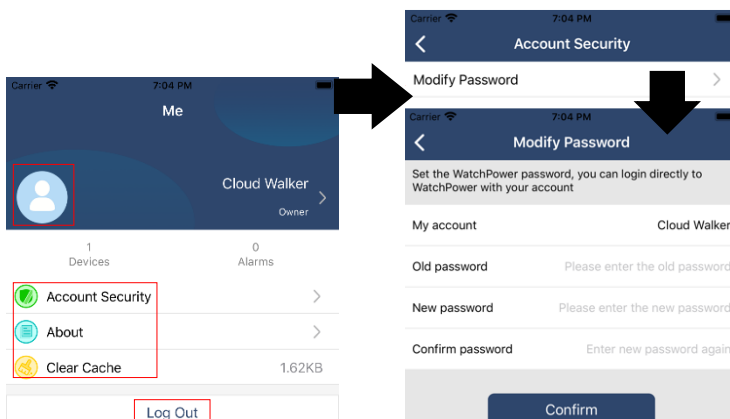 Carrier 7:04 PM
Me
Cloud Walker
Owner
1 0
Devices Alarms
Account Security
About
Clear Cache 1.62KB
Log Out
Carrier 7:04 PM
Account Security
Modify Password
Carrier 7:04 PM
Modify Password
Set the WatchPower password, you can login directly to
WatchPower with your account
My account Cloud Walker
Old password Please enter the old password
New password Please enter the new password
Confirm password Enter new password again
Confirm